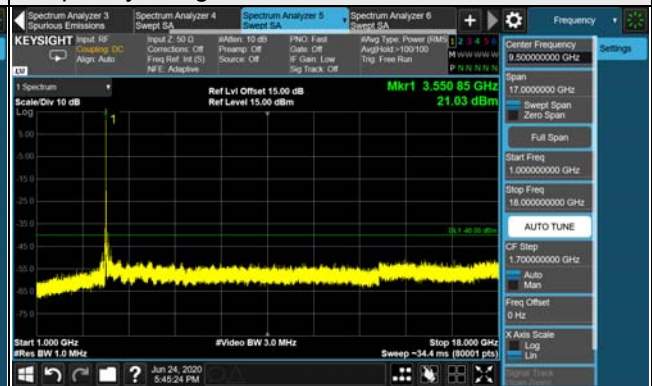 Spectrum Analyzer 3
Spurious Emissions
Spectrum Analyzer 4
Swept SA
Spectrum Analyzer 5
Swept SA
Spectrum Analyzer 6
Swept SA
Frequency
KEYSIGHT
Input: RF
Coupling: DC
Align: Auto
Input Z: 50 Ω
Corrections: Off
Freq Ref: Int (S)
NFE: Adaptive
#Atten: 10 dB
Preamp: Off
Source: Off
PNO: Fast
Gate: Off
IF Gain: Low
Sig Track: Off
#Avg Type: Power (RMS)
Avg|Hold >100/100
Trig: Free Run
1 2 3 4 5 6
M W W W W W
P N N N N N
LXI
1 Spectrum
Scale/Div 10 dB
Log
Ref Lvl Offset 15.00 dB
Ref Level 15.00 dBm
Mkr1 3.550 85 GHz
21.03 dBm
1
5.00
-5.00
-15.0
-25.0
-35.0
-45.0
-55.0
-65.0
-75.0
DL1 -40.00 dBm
Start 1.000 GHz
#Res BW 1.0 MHz
#Video BW 3.0 MHz
Stop 18.000 GHz
Sweep ~34.4 ms (80001 pts)
Jun 24, 2020
5:45:24 PM
Center Frequency
9.500000000 GHz
Settings
Span
17.0000000 GHz
Swept Span
Zero Span
Full Span
Start Freq
1.000000000 GHz
Stop Freq
18.000000000 GHz
AUTO TUNE
CF Step
1.700000000 GHz
Auto
Man
Freq Offset
0 Hz
X Axis Scale
Log
Lin
Signal Track